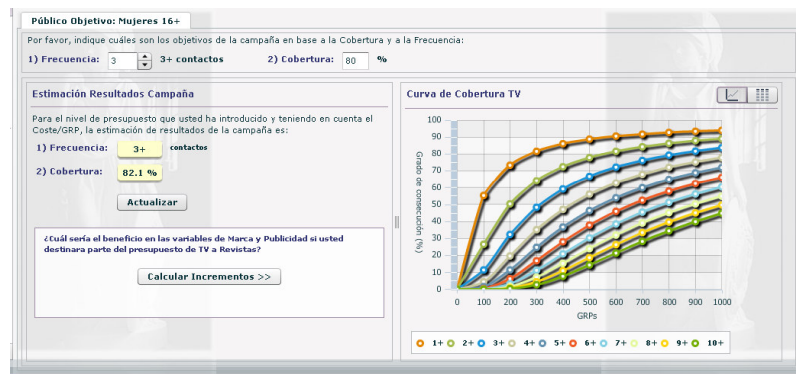 Público Objetivo: Mujeres 16+
Por favor, indique cuáles son los objetivos de la campaña en base a la Cobertura y a la Frecuencia:
1) Frecuencia: 3 3+ contactos 2) Cobertura: 80 %
Estimación Resultados Campaña
Para el nivel de presupuesto que usted ha introducido y teniendo en cuenta el
Coste/GRP, la estimación de resultados de la campaña es:
1) Frecuencia: 3+ contactos
2) Cobertura: 82.1 %
Actualizar
¿Cuál sería el beneficio en las variables de Marca y Publicidad si usted
destinara parte del presupuesto de TV a Revistas?
Calcular Incrementos >>
Curva de Cobertura TV
Grado de consecución (%)
100
90
80
70
60
50
40
30
20
10
0
0 100 200 300 400 500 600 700 800 900 1000
GRPs
1+ 2+ 3+ 4+ 5+ 6+ 7+ 8+ 9+ 10+